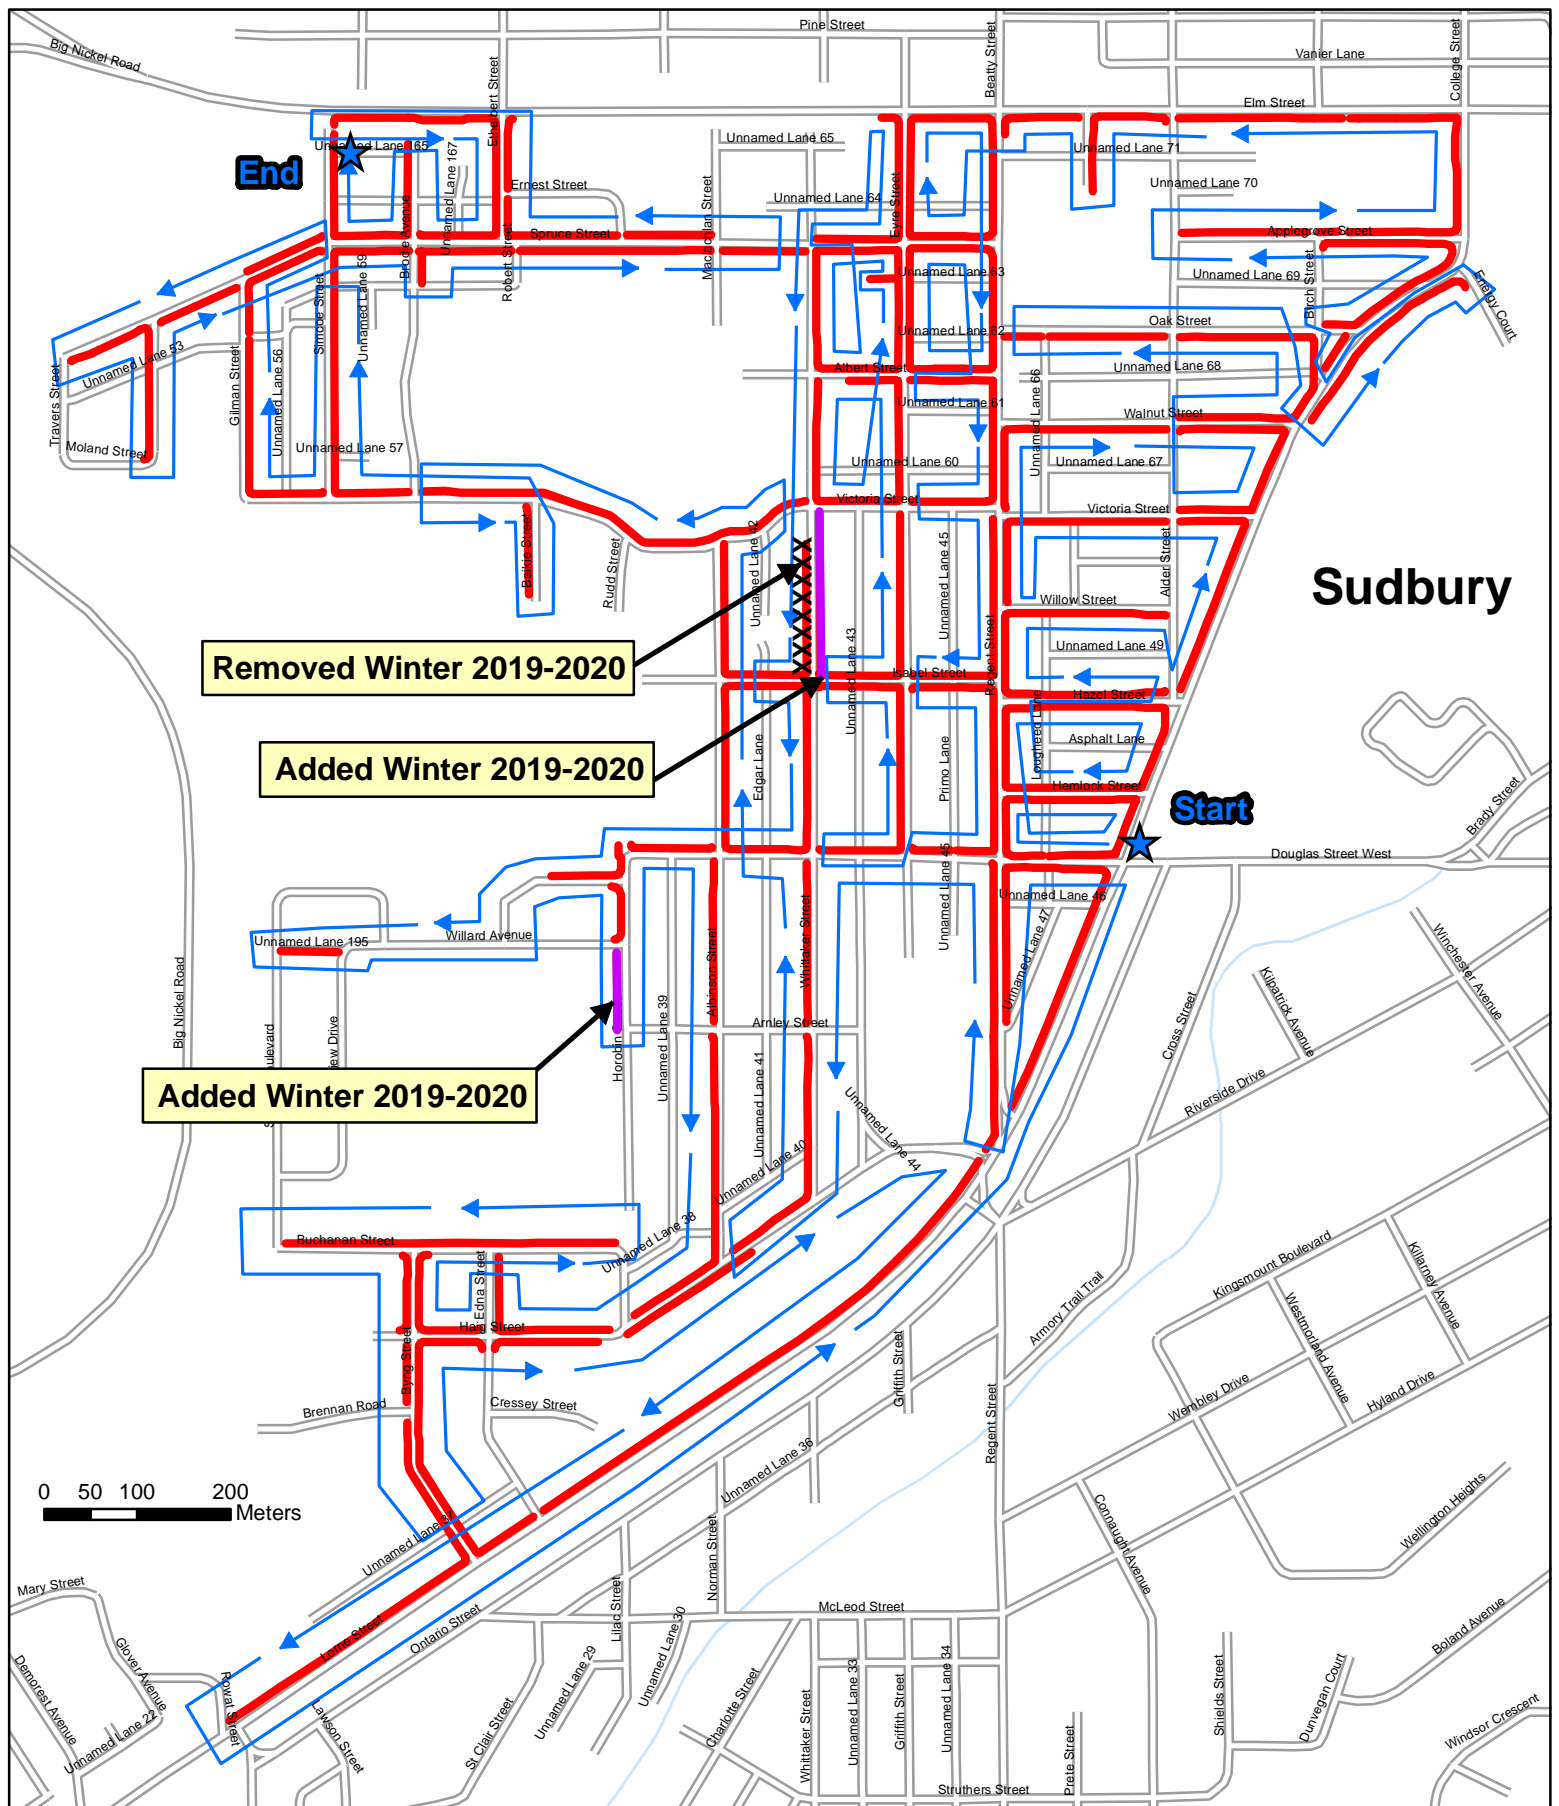 Pine Street
Big Nickel Road
Beatty Street
Vanier Lane
College Street
Elm Street
Ethelbert Street
Unnamed Lane 65
Unnamed Lane 165
Unnamed Lane 167
Unnamed Lane 71
End
Ernest Street
Unnamed Lane 70
Maclachlan Street
Unnamed Lane 64
Eyre Street
Brodie Avenue
Spruce Street
Applegrove Street
Robert Street
Unnamed Lane 59
Unnamed Lane 63
Unnamed Lane 69
Birch Street
Energy Court
Simcoe Street
Oak Street
Unnamed Lane 62
Unnamed Lane 53
Albert Street
Unnamed Lane 68
Travers Street
Gilman Street
Unnamed Lane 56
Unnamed Lane 61
Unnamed Lane 66
Walnut Street
Moland Street
Unnamed Lane 57
Unnamed Lane 60
Unnamed Lane 67
Victoria Street
Victoria Street
Unnamed Lane 42
Baikie Street
Rudd Street
Unnamed Lane 45
Alder Street
Sudbury
Willow Street
Removed Winter 2019-2020
Unnamed Lane 43
Regent Street
Unnamed Lane 49
Isabel Street
Hazel Street
Lougheed Lane
Asphalt Lane
Added Winter 2019-2020
Edgar Lane
Primo Lane
Hemlock Street
Start
Brady Street
Douglas Street West
Unnamed Lane 45
Unnamed Lane 46
Unnamed Lane 47
Willard Avenue
Unnamed Lane 195
Whittaker Street
Albinson Street
Winchester Avenue
Kilpatrick Avenue
Big Nickel Road
Cross Street
Unnamed Lane 39
Arnley Street
Horobin
iew Drive
oulevard
Unnamed Lane 41
Added Winter 2019-2020
Riverside Drive
Unnamed Lane 44
Unnamed Lane 40
Unnamed Lane 38
Buchanan Street
Edna Street
Kingsmount Boulevard
Killarney Avenue
Armory Trail Trail
Westmorland Avenue
Haig Street
Byng Street
Griffith Street
Regent Street
Wembley Drive
Hyland Drive
Brennan Road
Cressey Street
Unnamed Lane 36
0 50 100 200
Meters
Wellington Heights
Connaught Avenue
Unnamed Lane 37
Norman Street
Mary Street
McLeod Street
Lilac Street
Unnamed Lane 30
Ontario Street
Lorne Street
Boland Avenue
Glover Avenue
Demorest Avenue
Rowat Street
Unnamed Lane 29
Unnamed Lane 33
Griffith Street
Unnamed Lane 34
Shields Street
Dunvegan Court
Charlotte Street
Whittaker Street
Unnamed Lane 22
Lawson Street
St Clair Street
Prete Street
Windsor Crescent
Struthers Street